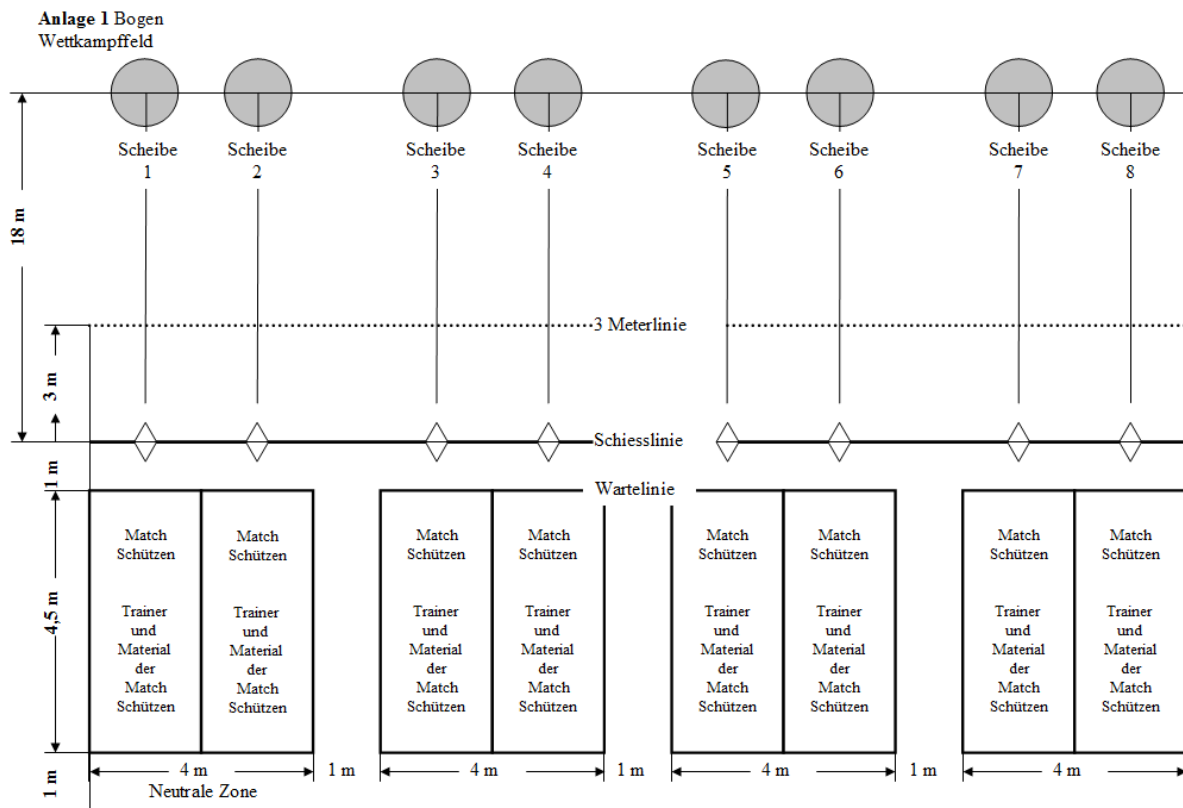 Anlage 1 Bogen
Wettkampffeld
Scheibe
1
Scheibe
2
Scheibe
3
Scheibe
4
Scheibe
5
Scheibe
6
Scheibe
7
Scheibe
8
18 m
3 Meterlinie
3 m
Schiesslinie
1 m
Wartelinie
Match
Schützen
Match
Schützen
Match
Schützen
Match
Schützen
Match
Schützen
Match
Schützen
Match
Schützen
Match
Schützen
4,5 m
Trainer
und
Material
der
Match
Schützen
Trainer
und
Material
der
Match
Schützen
Trainer
und
Material
der
Match
Schützen
Trainer
und
Material
der
Match
Schützen
Trainer
und
Material
der
Match
Schützen
Trainer
und
Material
der
Match
Schützen
Trainer
und
Material
der
Match
Schützen
Trainer
und
Material
der
Match
Schützen
1 m
4 m
1 m
4 m
1 m
4 m
1 m
4 m
Neutrale Zone